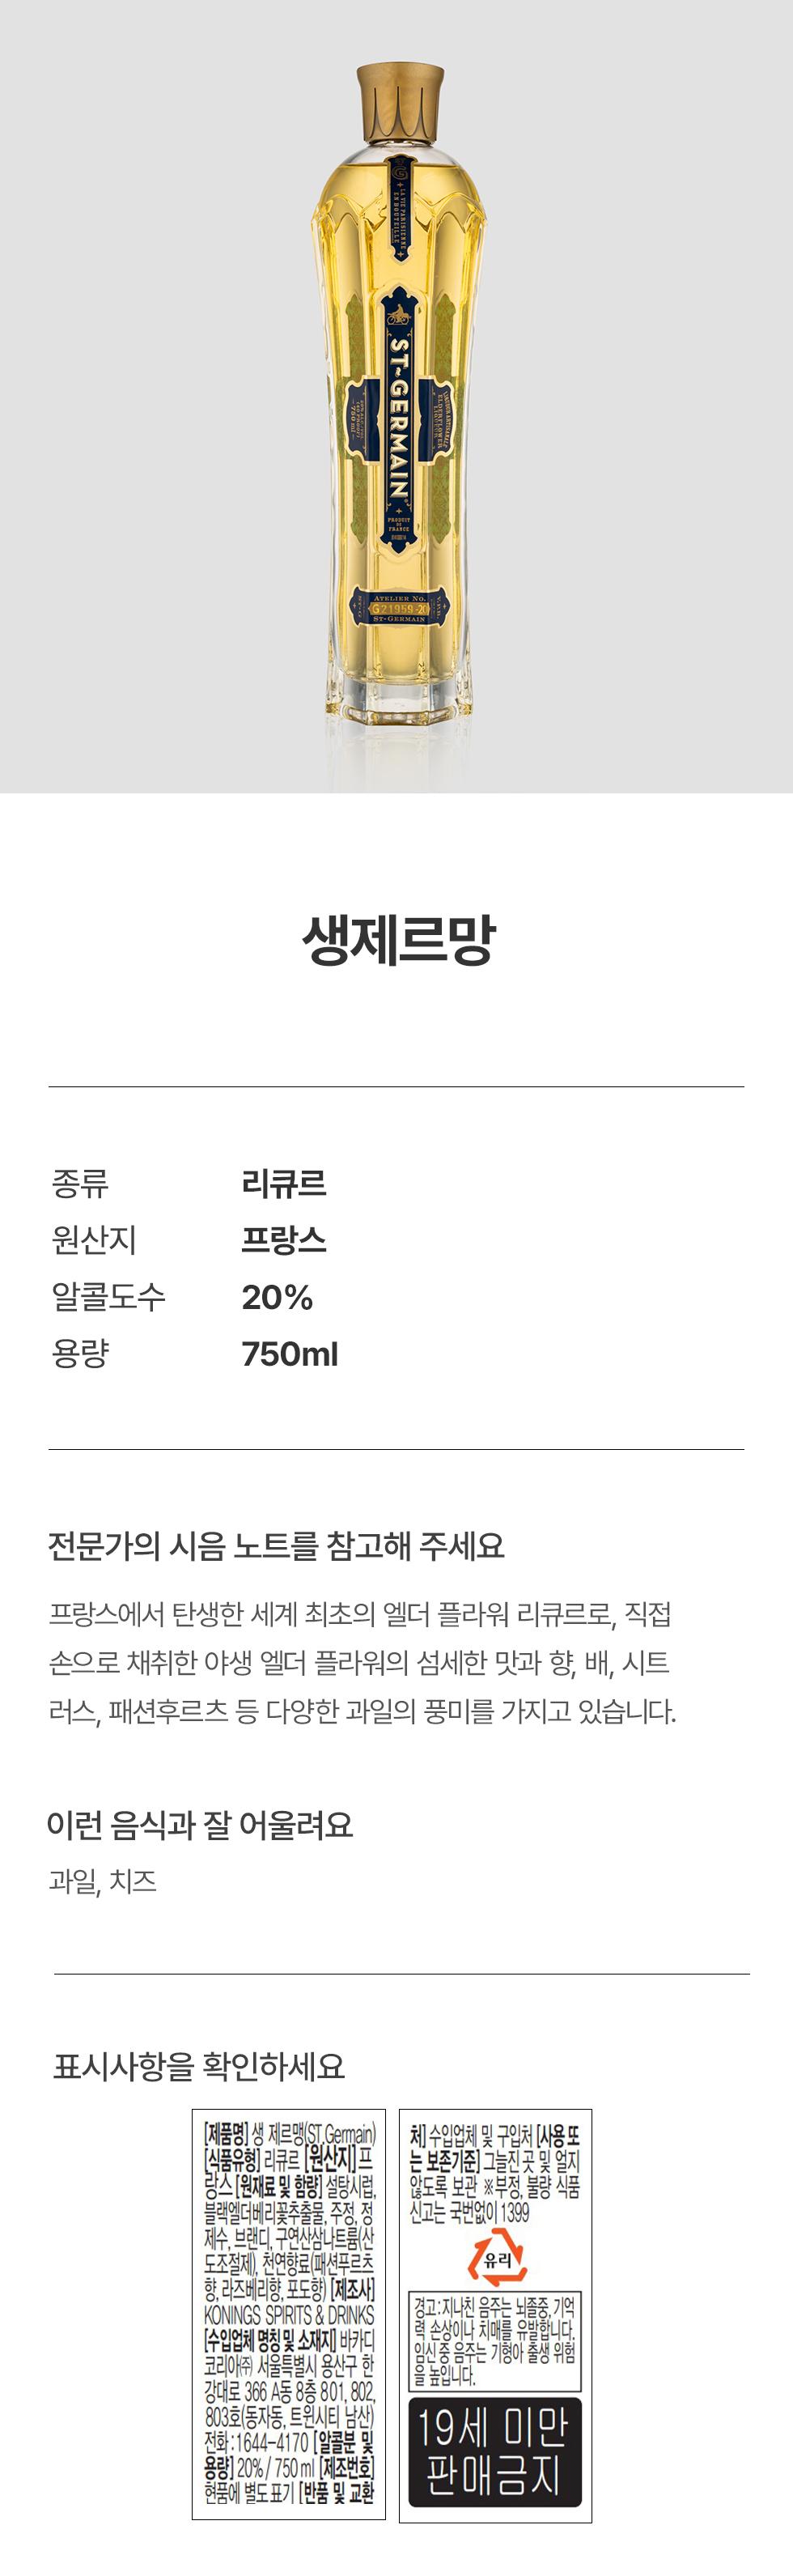 LA VIE PARISIENNE
EN BOUTEILLE
ST-GERMAIN
PRODUIT
DE
FRANCE
750 ml
ELDERFLOWER
LIQUEUR
ATELIER No.
G21959-20
ST-GERMAIN
생제르망
종류 리큐르
원산지 프랑스
알콜도수 20%
용량 750ml
전문가의 시음 노트를 참고해 주세요
프랑스에서 탄생한 세계 최초의 엘더 플라워 리큐르로, 직접
손으로 채취한 야생 엘더 플라워의 섬세한 맛과 향, 배, 시트
러스, 패션후르츠 등 다양한 과일의 풍미를 가지고 있습니다.
이런 음식과 잘 어울려요
과일, 치즈
표시사항을 확인하세요
[제품명] 생 제르맹(ST.Germain)
[식품유형] 리큐르 [원산지] 프
랑스 [원재료 및 함량] 설탕시럽,
블랙엘더베리꽃추출물, 주정, 정
제수, 브랜디, 구연산삼나트륨(산
도조절제), 천연향료(패션푸르츠
향, 라즈베리향, 포도향) [제조사]
KONINGS SPIRITS & DRINKS
[수입업체 명칭 및 소재지] 바카디
코리아㈜ 서울특별시 용산구 한
강대로 366 A동 8층 801, 802,
803호(동자동, 트윈시티 남산)
전화:1644-4170 [알콜분 및
용량] 20% / 750 ml [제조번호]
현품에 별도 표기 [반품 및 교환
처] 수입업체 및 구입처 [사용 또
는 보존기준] 그늘진 곳 및 얼지
않도록 보관 ※부정, 불량 식품
신고는 국번없이 1399
유리
경고:지나친 음주는 뇌졸중, 기억
력 손상이나 치매를 유발합니다.
임신 중 음주는 기형아 출생 위험
을 높입니다.
19세 미만
판매금지